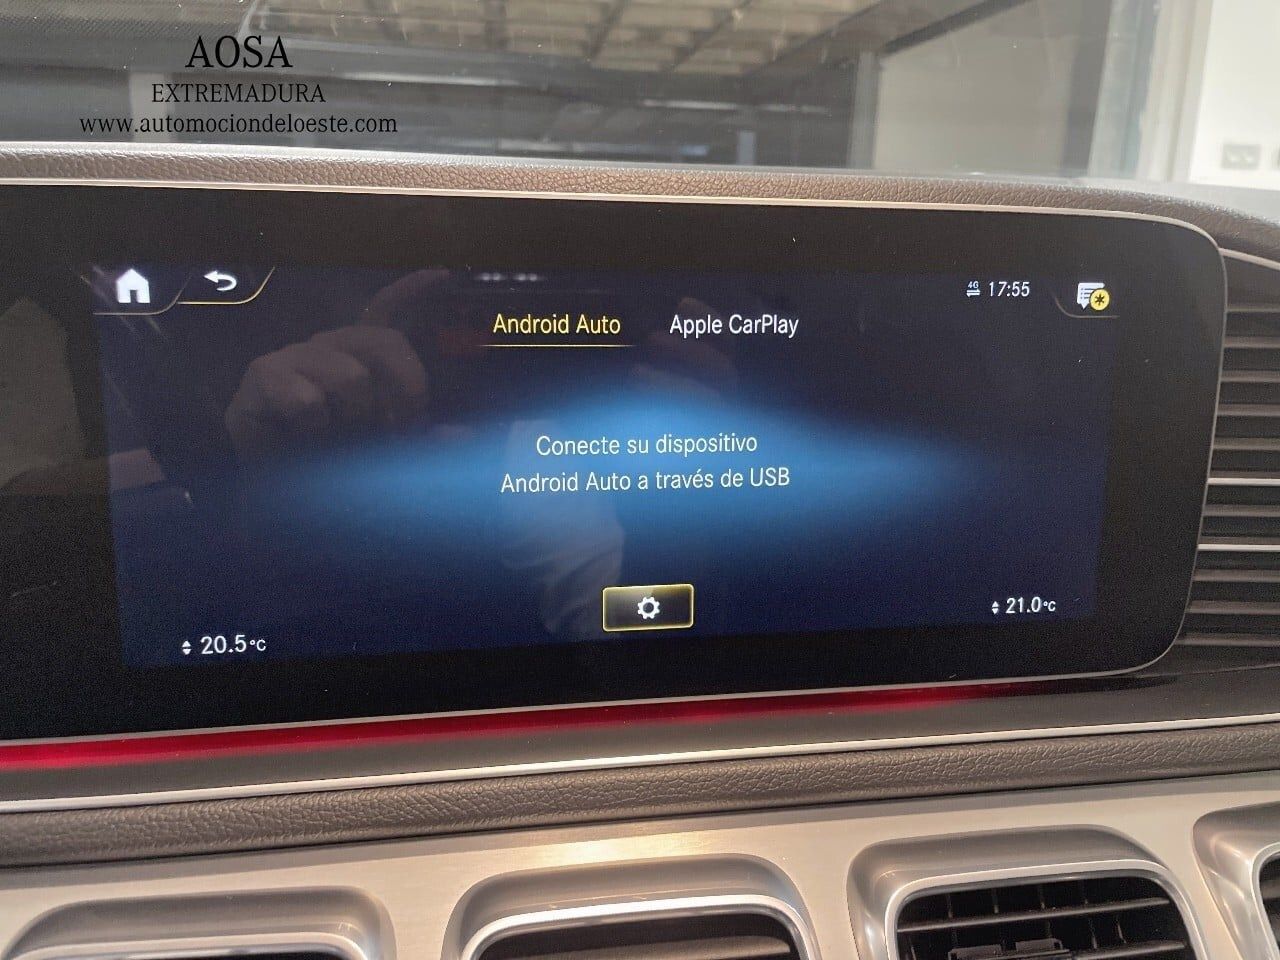 AOSA
EXTREMADURA
www.automociondeloeste.com
4G 17:55
Android Auto Apple CarPlay
Conecte su dispositivo
Android Auto a través de USB
20.5°C
21.0°C